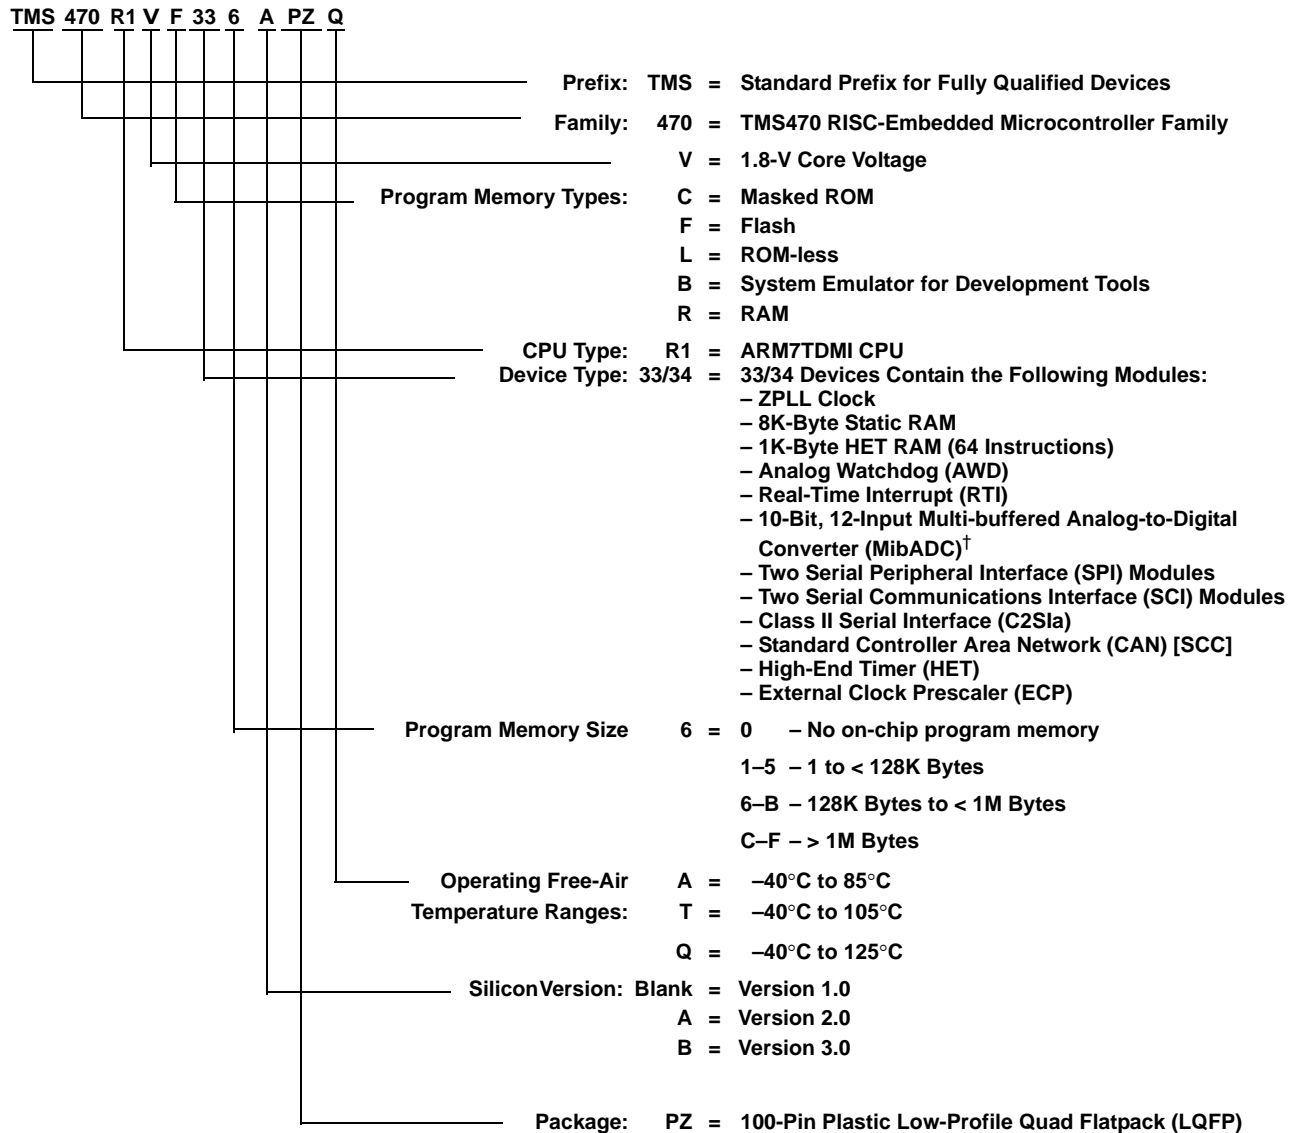 TMS 470 R1 V F 33 6 A PZ Q
Prefix: TMS = Standard Prefix for Fully Qualified Devices
Family: 470 = TMS470 RISC-Embedded Microcontroller Family
V = 1.8-V Core Voltage
Program Memory Types: C = Masked ROM
F = Flash
L = ROM-less
B = System Emulator for Development Tools
R = RAM
CPU Type: R1 = ARM7TDMI CPU
Device Type: 33/34 = 33/34 Devices Contain the Following Modules:
– ZPLL Clock
– 8K-Byte Static RAM
– 1K-Byte HET RAM (64 Instructions)
– Analog Watchdog (AWD)
– Real-Time Interrupt (RTI)
– 10-Bit, 12-Input Multi-buffered Analog-to-Digital
Converter (MibADC)†
– Two Serial Peripheral Interface (SPI) Modules
– Two Serial Communications Interface (SCI) Modules
– Class II Serial Interface (C2SIa)
– Standard Controller Area Network (CAN) [SCC]
– High-End Timer (HET)
– External Clock Prescaler (ECP)
Program Memory Size 6 = 0 – No on-chip program memory
1–5 – 1 to < 128K Bytes
6–B – 128K Bytes to < 1M Bytes
C–F – > 1M Bytes
Operating Free-Air A = –40°C to 85°C
Temperature Ranges: T = –40°C to 105°C
Q = –40°C to 125°C
Silicon Version: Blank = Version 1.0
A = Version 2.0
B = Version 3.0
Package: PZ = 100-Pin Plastic Low-Profile Quad Flatpack (LQFP)